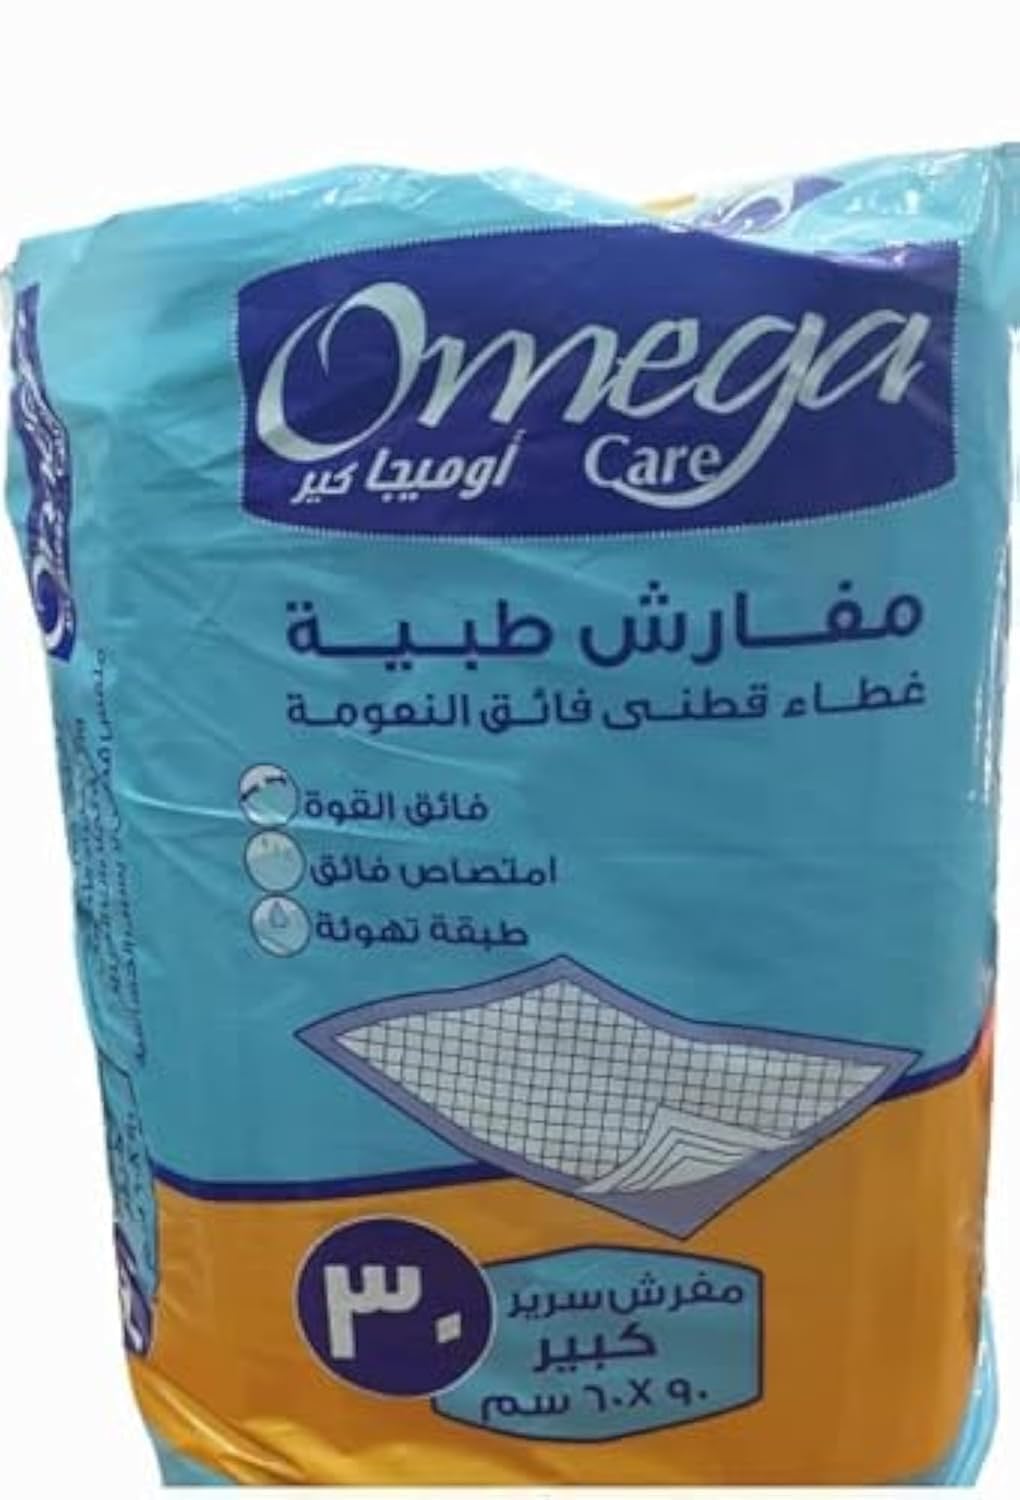 Omega
Care أوميجا كير
مفارش طبية
غطاء قطنى فائق النعومة
فائق القوة
امتصاص فائق
طبقة تهوئة
٣٠
مفرش سرير
كبير
٩٠ X ٦٠ سم